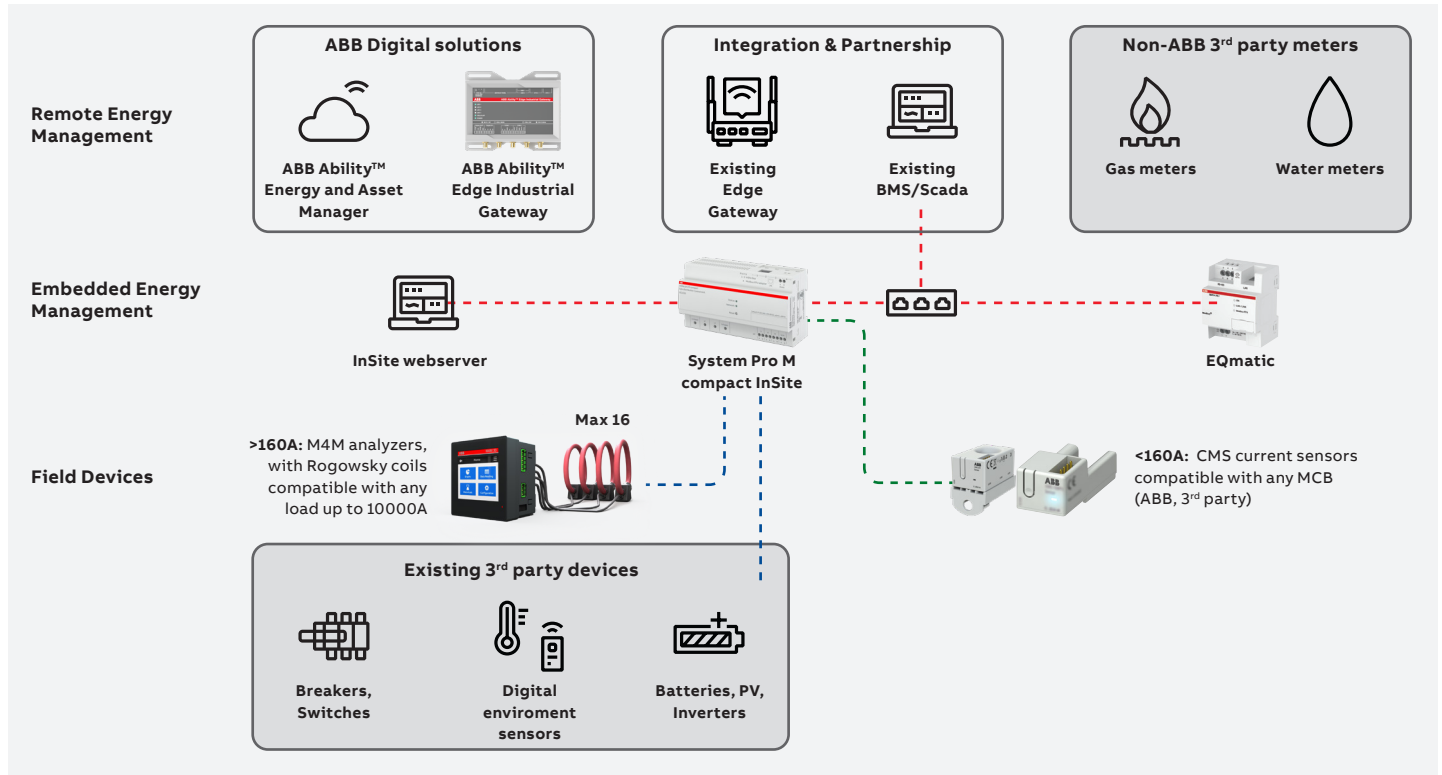 ABB Digital solutions
Integration & Partnership
Non-ABB 3rd party meters
Remote Energy
Management
ABB Ability™
Energy and Asset
Manager
ABB Ability™
Edge Industrial
Gateway
Existing
Edge
Gateway
Existing
BMS/Scada
Gas meters
Water meters
Embedded Energy
Management
InSite webserver
System Pro M
compact InSite
EQmatic
Field Devices
>160A: M4M analyzers,
with Rogowsky coils
compatible with any
load up to 10000A
Max 16
ABB
ABB
<160A: CMS current sensors
compatible with any MCB
(ABB, 3rd party)
Existing 3rd party devices
Breakers,
Switches
Digital
enviroment
sensors
Batteries, PV,
Inverters